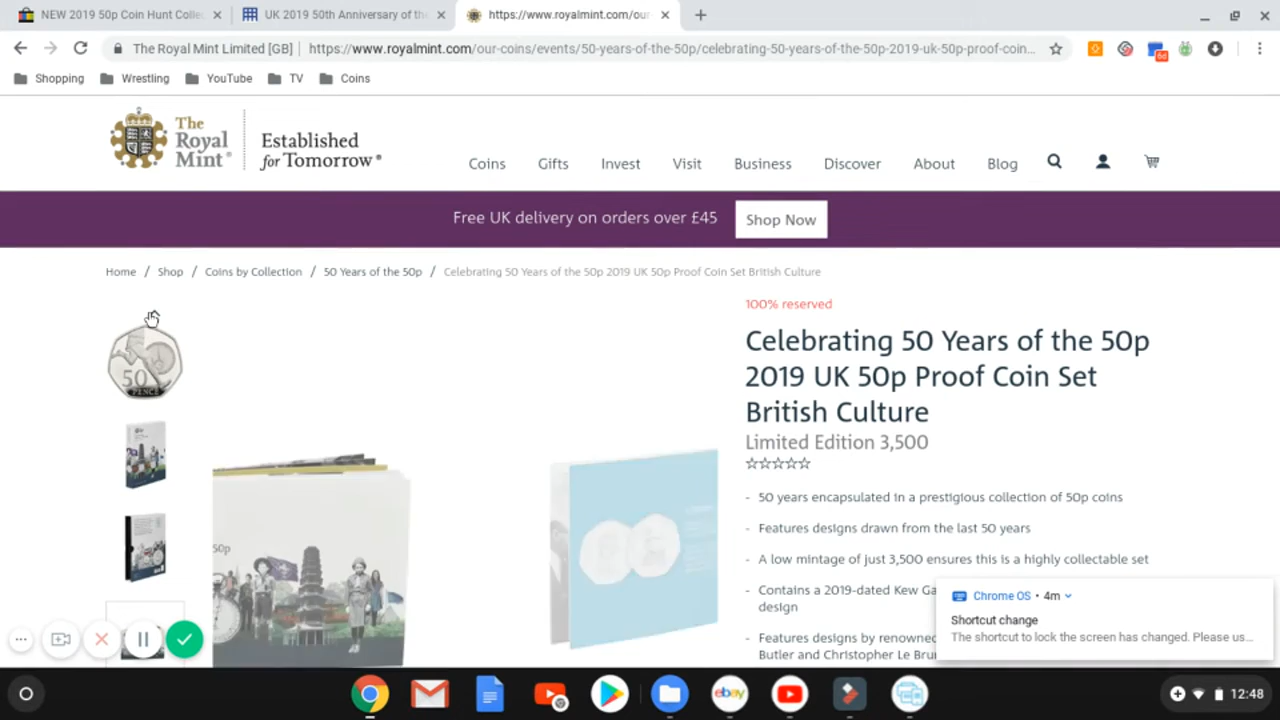 NEW 2019 50p Coin Hunt Colle
UK 2019 50th Anniversary of the
https://www.royalmint.com/our
The Royal Mint Limited [GB] | https://www.royalmint.com/our-coins/events/50-years-of-the-50p/celebrating-50-years-of-the-50p-2019-uk-50p-proof-coin...
Shopping Wrestling YouTube TV Coins
The Royal Mint®
Established
for Tomorrow®
Coins Gifts Invest Visit Business Discover About Blog
Free UK delivery on orders over £45 Shop Now
Home / Shop / Coins by Collection / 50 Years of the 50p / Celebrating 50 Years of the 50p 2019 UK 50p Proof Coin Set British Culture
50
PENCE
50p
100% reserved
Celebrating 50 Years of the 50p
2019 UK 50p Proof Coin Set
British Culture
Limited Edition 3,500
- 50 years encapsulated in a prestigious collection of 50p coins
- Features designs drawn from the last 50 years
- A low mintage of just 3,500 ensures this is a highly collectable set
- Contains a 2019-dated Kew Ga
design
- Features designs by renowned
Butler and Christopher Le Bru
Chrome OS • 4m
Shortcut change
The shortcut to lock the screen has changed. Please us...
ebay
12:48